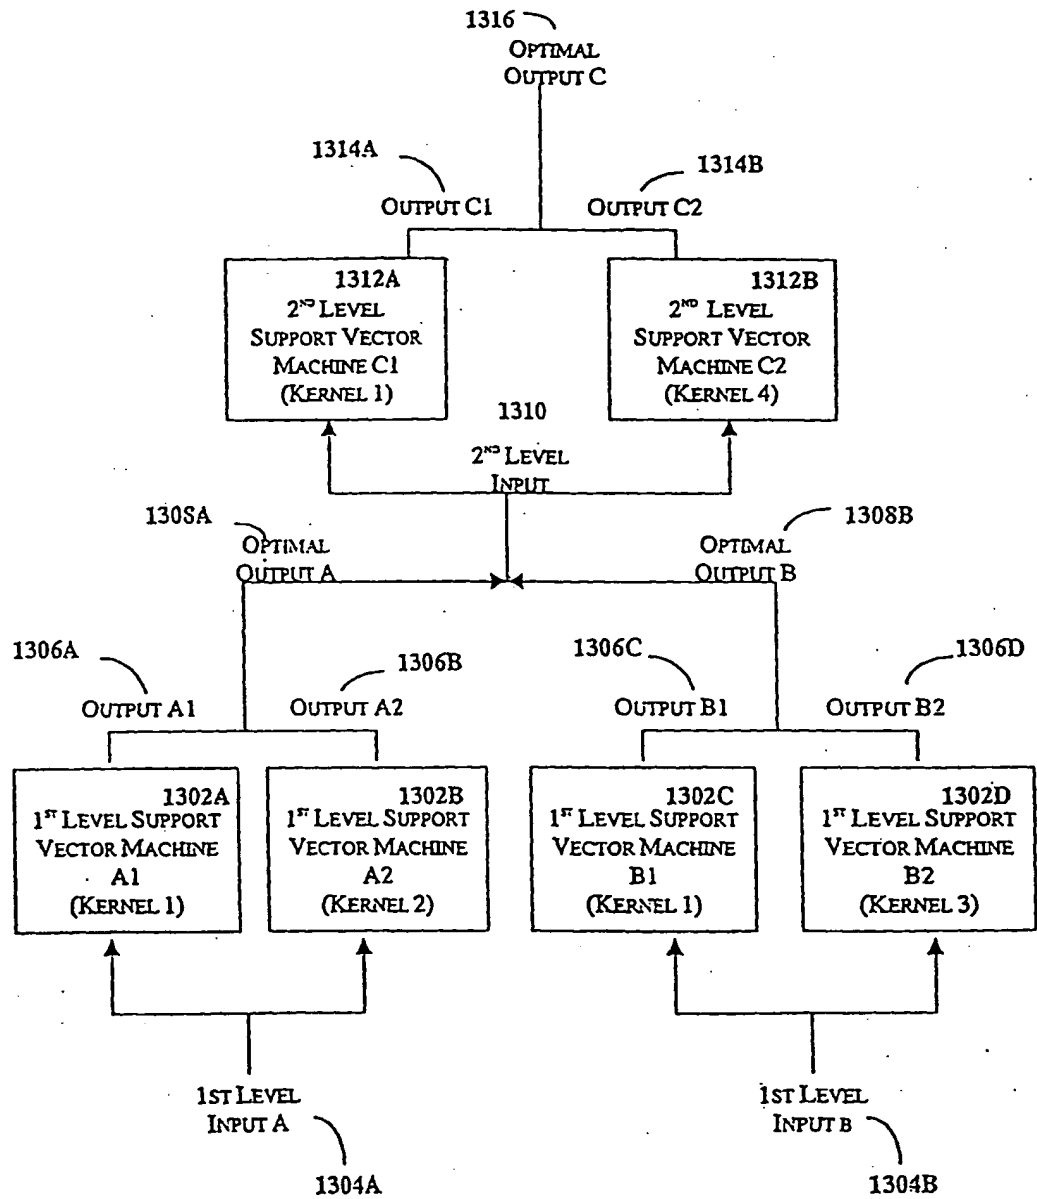 1316
OPTIMAL
OUTPUT C
1314A
1314B
OUTPUT C1
OUTPUT C2
1312A
2ND LEVEL
SUPPORT VECTOR
MACHINE C1
(KERNEL 1)
1312B
2ND LEVEL
SUPPORT VECTOR
MACHINE C2
(KERNEL 4)
1310
2ND LEVEL
INPUT
1308A
OPTIMAL
OUTPUT A
1308B
OPTIMAL
OUTPUT B
1306A
1306B
1306C
1306D
OUTPUT A1
OUTPUT A2
OUTPUT B1
OUTPUT B2
1302A
1ST LEVEL SUPPORT
VECTOR MACHINE
A1
(KERNEL 1)
1302B
1ST LEVEL SUPPORT
VECTOR MACHINE
A2
(KERNEL 2)
1302C
1ST LEVEL SUPPORT
VECTOR MACHINE
B1
(KERNEL 1)
1302D
1ST LEVEL SUPPORT
VECTOR MACHINE
B2
(KERNEL 3)
1ST LEVEL
INPUT A
1304A
1ST LEVEL
INPUT B
1304B